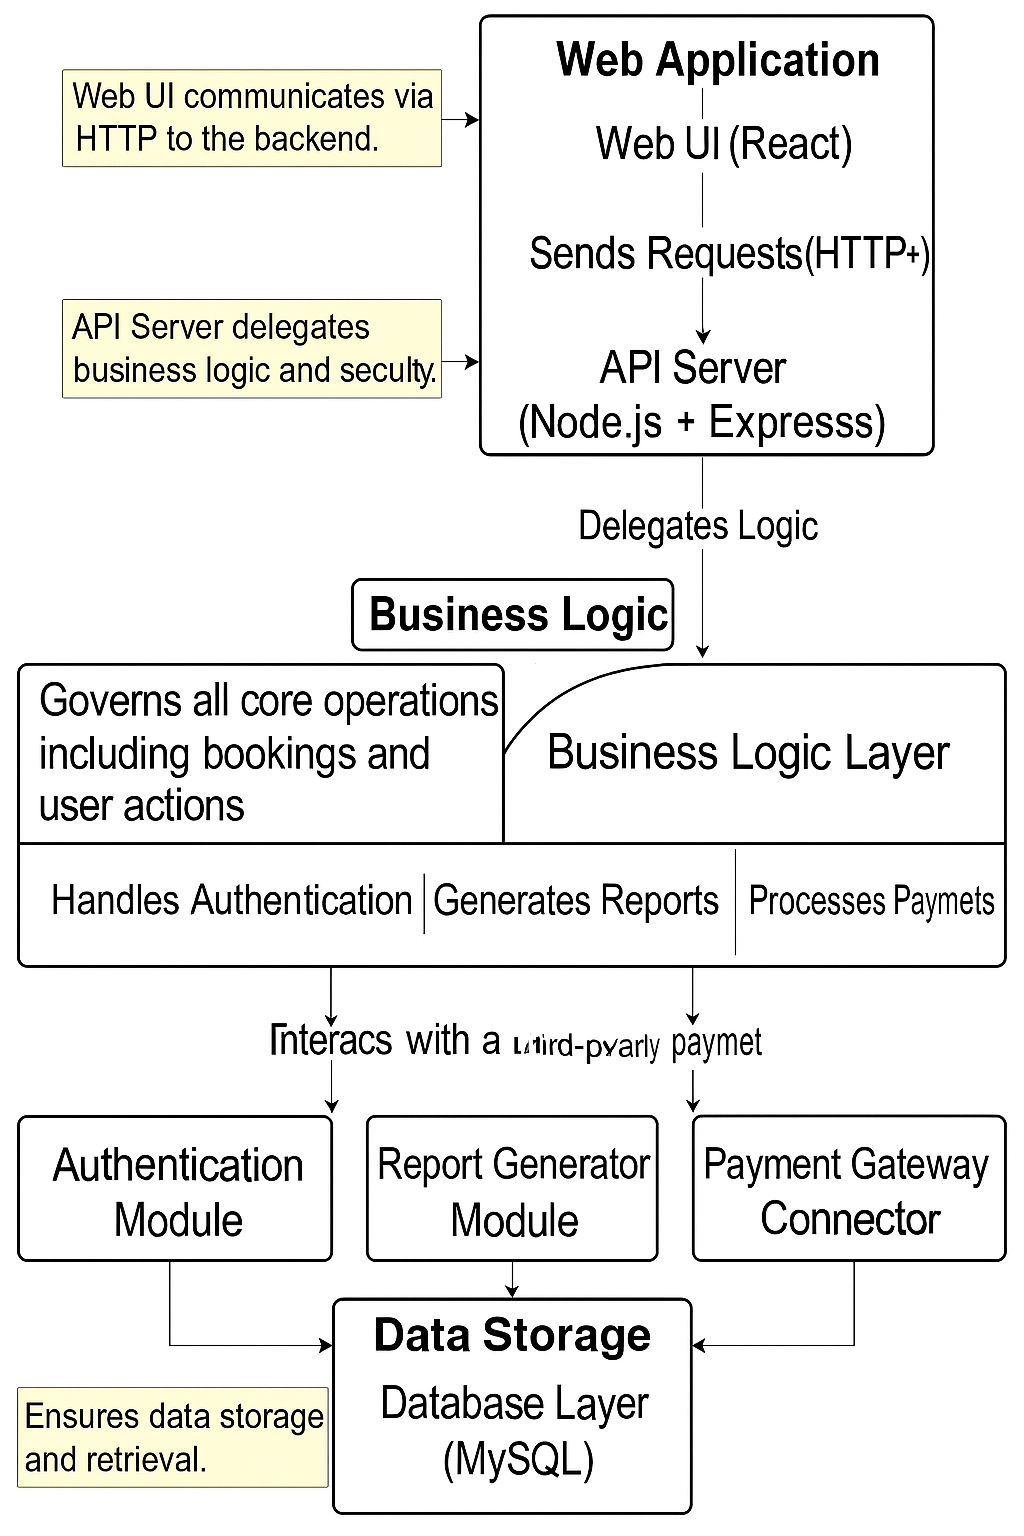 Web Application
Web UI communicates via
HTTP to the backend.
Web UI (React)
Sends Requests(HTTP+)
API Server delegates
business logic and seculty.
API Server
(Node.js + Expresss)
Delegates Logic
Business Logic
Governs all core operations
including bookings and
user actions
Business Logic Layer
Handles Authentication
Generates Reports
Processes Paymets
Interacs with a paymet
Authentication
Module
Report Generator
Module
Payment Gateway
Connector
Data Storage
Database Layer
(MySQL)
Ensures data storage
and retrieval.